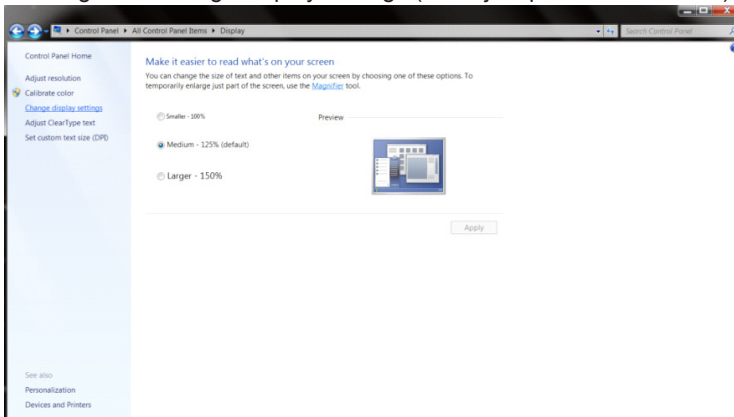 Control Panel ▸ All Control Panel Items ▸ Display
Search Control Panel
Control Panel Home
Adjust resolution
Calibrate color
Change display settings
Adjust ClearType text
Set custom text size (DPI)
Make it easier to read what's on your screen
You can change the size of text and other items on your screen by choosing one of these options. To
temporarily enlarge just part of the screen, use the Magnifier tool.
Smaller - 100%
Preview
Medium - 125% (default)
Larger - 150%
Apply
See also
Personalization
Devices and Printers